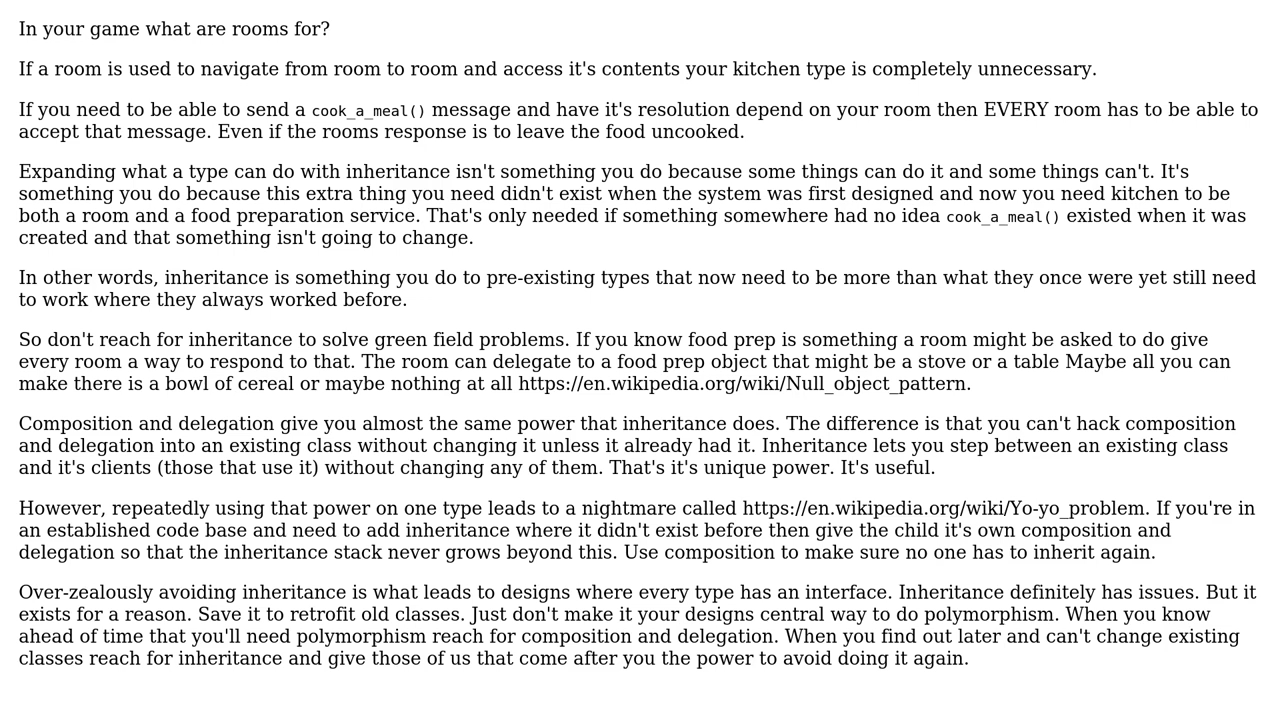 In your game what are rooms for?
If a room is used to navigate from room to room and access it's contents your kitchen type is completely unnecessary.
If you need to be able to send a cook_a_meal() message and have it's resolution depend on your room then EVERY room has to be able to
accept that message. Even if the rooms response is to leave the food uncooked.
Expanding what a type can do with inheritance isn't something you do because some things can do it and some things can't. It's
something you do because this extra thing you need didn't exist when the system was first designed and now you need kitchen to be
both a room and a food preparation service. That's only needed if something somewhere had no idea cook_a_meal() existed when it was
created and that something isn't going to change.
In other words, inheritance is something you do to pre-existing types that now need to be more than what they once were yet still need
to work where they always worked before.
So don't reach for inheritance to solve green field problems. If you know food prep is something a room might be asked to do give
every room a way to respond to that. The room can delegate to a food prep object that might be a stove or a table Maybe all you can
make there is a bowl of cereal or maybe nothing at all https://en.wikipedia.org/wiki/Null_object_pattern.
Composition and delegation give you almost the same power that inheritance does. The difference is that you can't hack composition
and delegation into an existing class without changing it unless it already had it. Inheritance lets you step between an existing class
and it's clients (those that use it) without changing any of them. That's it's unique power. It's useful.
However, repeatedly using that power on one type leads to a nightmare called https://en.wikipedia.org/wiki/Yo-yo_problem. If you're in
an established code base and need to add inheritance where it didn't exist before then give the child it's own composition and
delegation so that the inheritance stack never grows beyond this. Use composition to make sure no one has to inherit again.
Over-zealously avoiding inheritance is what leads to designs where every type has an interface. Inheritance definitely has issues. But it
exists for a reason. Save it to retrofit old classes. Just don't make it your designs central way to do polymorphism. When you know
ahead of time that you'll need polymorphism reach for composition and delegation. When you find out later and can't change existing
classes reach for inheritance and give those of us that come after you the power to avoid doing it again.